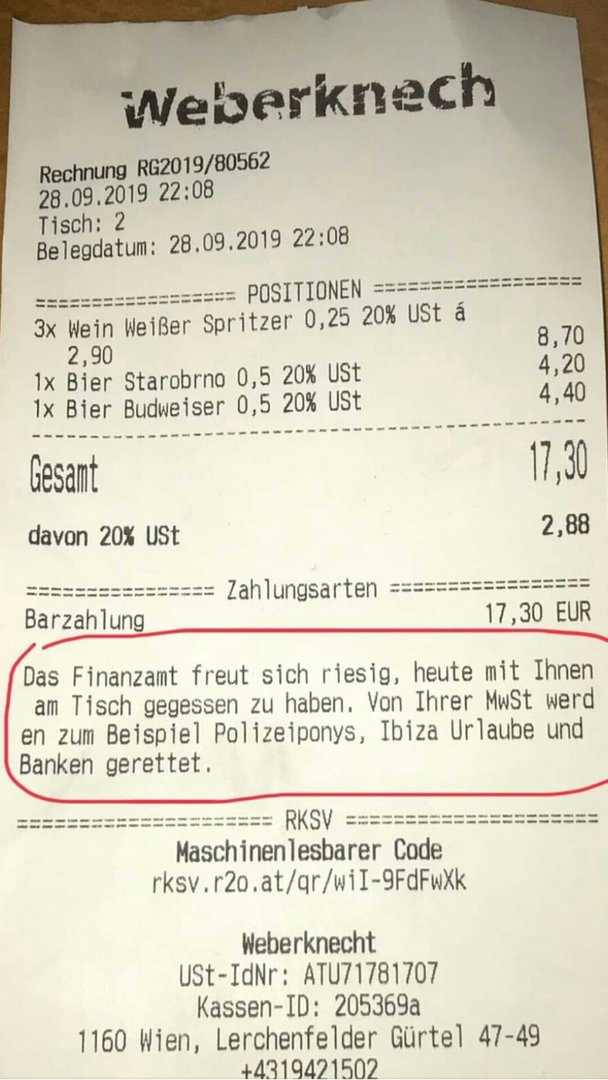 Weberknech
Rechnung RG2019/80562
28.09.2019 22:08
Tisch: 2
Belegdatum: 28.09.2019 22:08
================== POSITIONEN ==================
3x Wein Weißer Spritzer 0,25 20% USt á
2,90 8,70
1x Bier Starobrno 0,5 20% USt 4,20
1x Bier Budweiser 0,5 20% USt 4,40
Gesamt 17,30
davon 20% USt 2,88
================ Zahlungsarten =================
Barzahlung 17,30 EUR
Das Finanzamt freut sich riesig, heute mit Ihnen
am Tisch gegessen zu haben. Von Ihrer MwSt werd
en zum Beispiel Polizeiponys, Ibiza Urlaube und
Banken gerettet.
===================== RKSV =====================
Maschinenlesbarer Code
rksv.r2o.at/qr/wiI-9FdFwXk
Weberknecht
USt-IdNr: ATU71781707
Kassen-ID: 205369a
1160 Wien, Lerchenfelder Gürtel 47-49
+4319421502